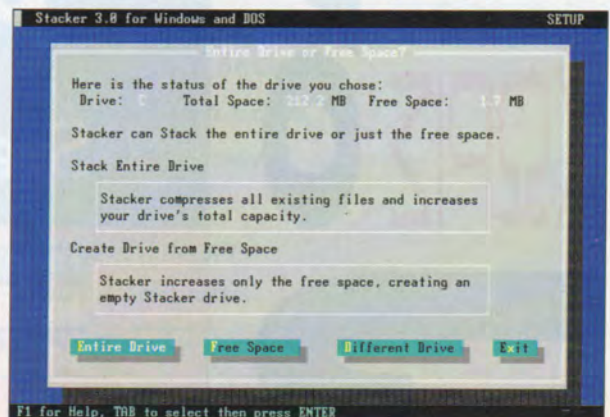 Stacker 3.0 for Windows and DOS SETUP
Entire Drive or Free Space?
Here is the status of the drive you chose:
Drive: C Total Space: 212.2 MB Free Space: 1.7 MB
Stacker can Stack the entire drive or just the free space.
Stack Entire Drive
Stacker compresses all existing files and increases
your drive's total capacity.
Create Drive from Free Space
Stacker increases only the free space, creating an
empty Stacker drive.
Entire Drive Free Space Different Drive Exit
F1 for Help, TAB to select then press ENTER